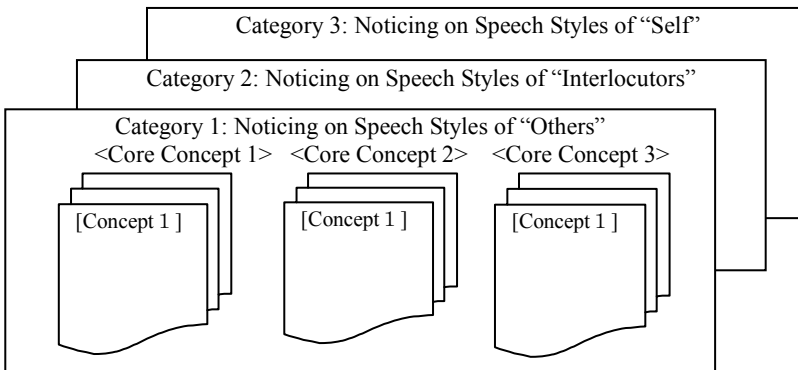 Category 3: Noticing on Speech Styles of “Self”
Category 2: Noticing on Speech Styles of “Interlocutors”
Category 1: Noticing on Speech Styles of “Others”
<Core Concept 1> <Core Concept 2> <Core Concept 3>
[Concept 1 ] [Concept 1 ] [Concept 1 ]